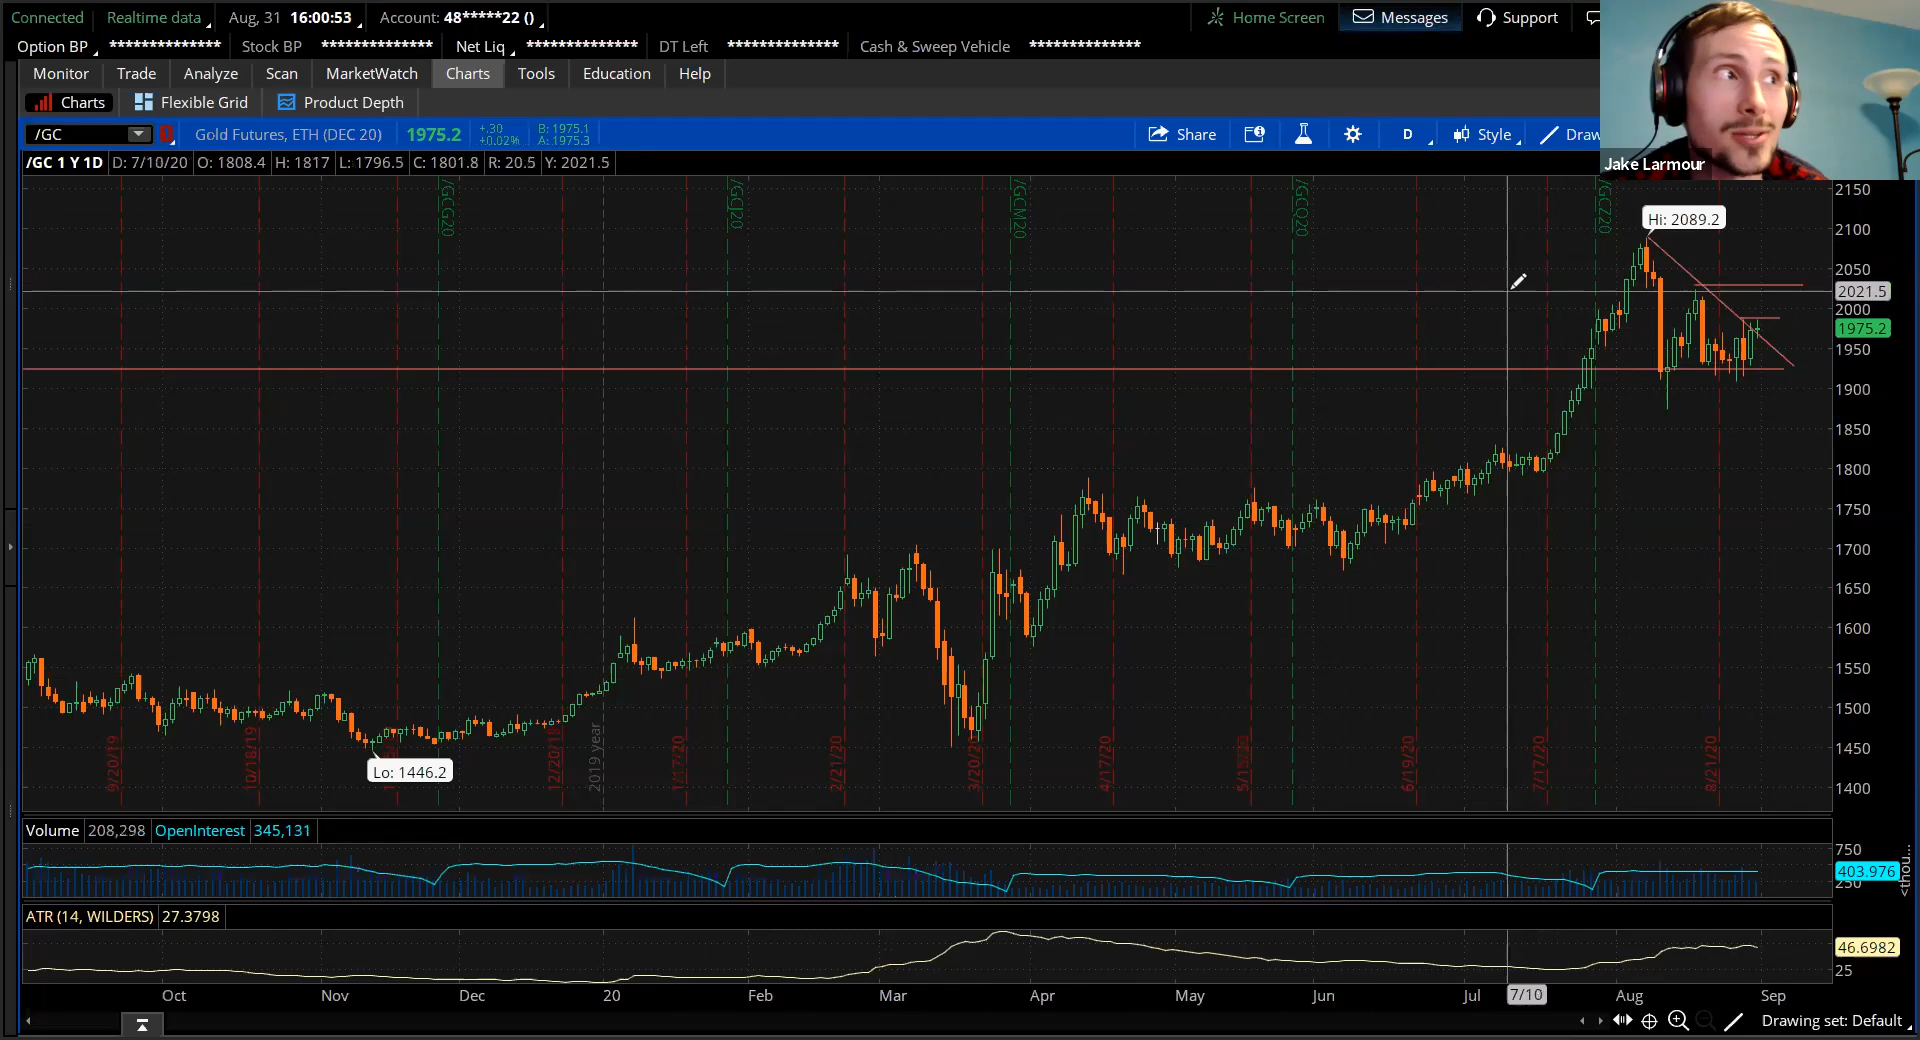 Connected Realtime data Aug, 31 16:00:53 Account: 48*****22 () Home Screen Messages Support
Option BP ************** Stock BP ************** Net Liq ************** DT Left ************** Cash & Sweep Vehicle **************
Monitor Trade Analyze Scan MarketWatch Charts Tools Education Help
Charts Flexible Grid Product Depth
/GC Gold Futures, ETH (DEC 20) 1975.2 +.30 +0.02% B: 1975.1 A: 1975.3 Share D Style Draw
Jake Larmour
/GC 1 Y 1D D: 7/10/20 O: 1808.4 H: 1817 L: 1796.5 C: 1801.8 R: 20.5 Y: 2021.5
/GCG20 /GCJ20 /GCM20 /GCQ20 /GCZ20
Hi: 2089.2
2150
2100
2050
2021.5
2000
1975.2
1950
1900
1850
1800
1750
1700
1650
1600
1550
1500
1450
1400
Lo: 1446.2
9/20/19 10/18/19 12/20/19 2019 year 1/17/20 2/21/20 3/20/20 4/17/20 5/15/20 6/19/20 7/17/20 8/21/20
Volume 208,298 OpenInterest 345,131
750
403.976
250
<thou...
ATR (14, WILDERS) 27.3798
46.6982
25
Oct Nov Dec 20 Feb Mar Apr May Jun Jul 7/10 Aug Sep
Drawing set: Default